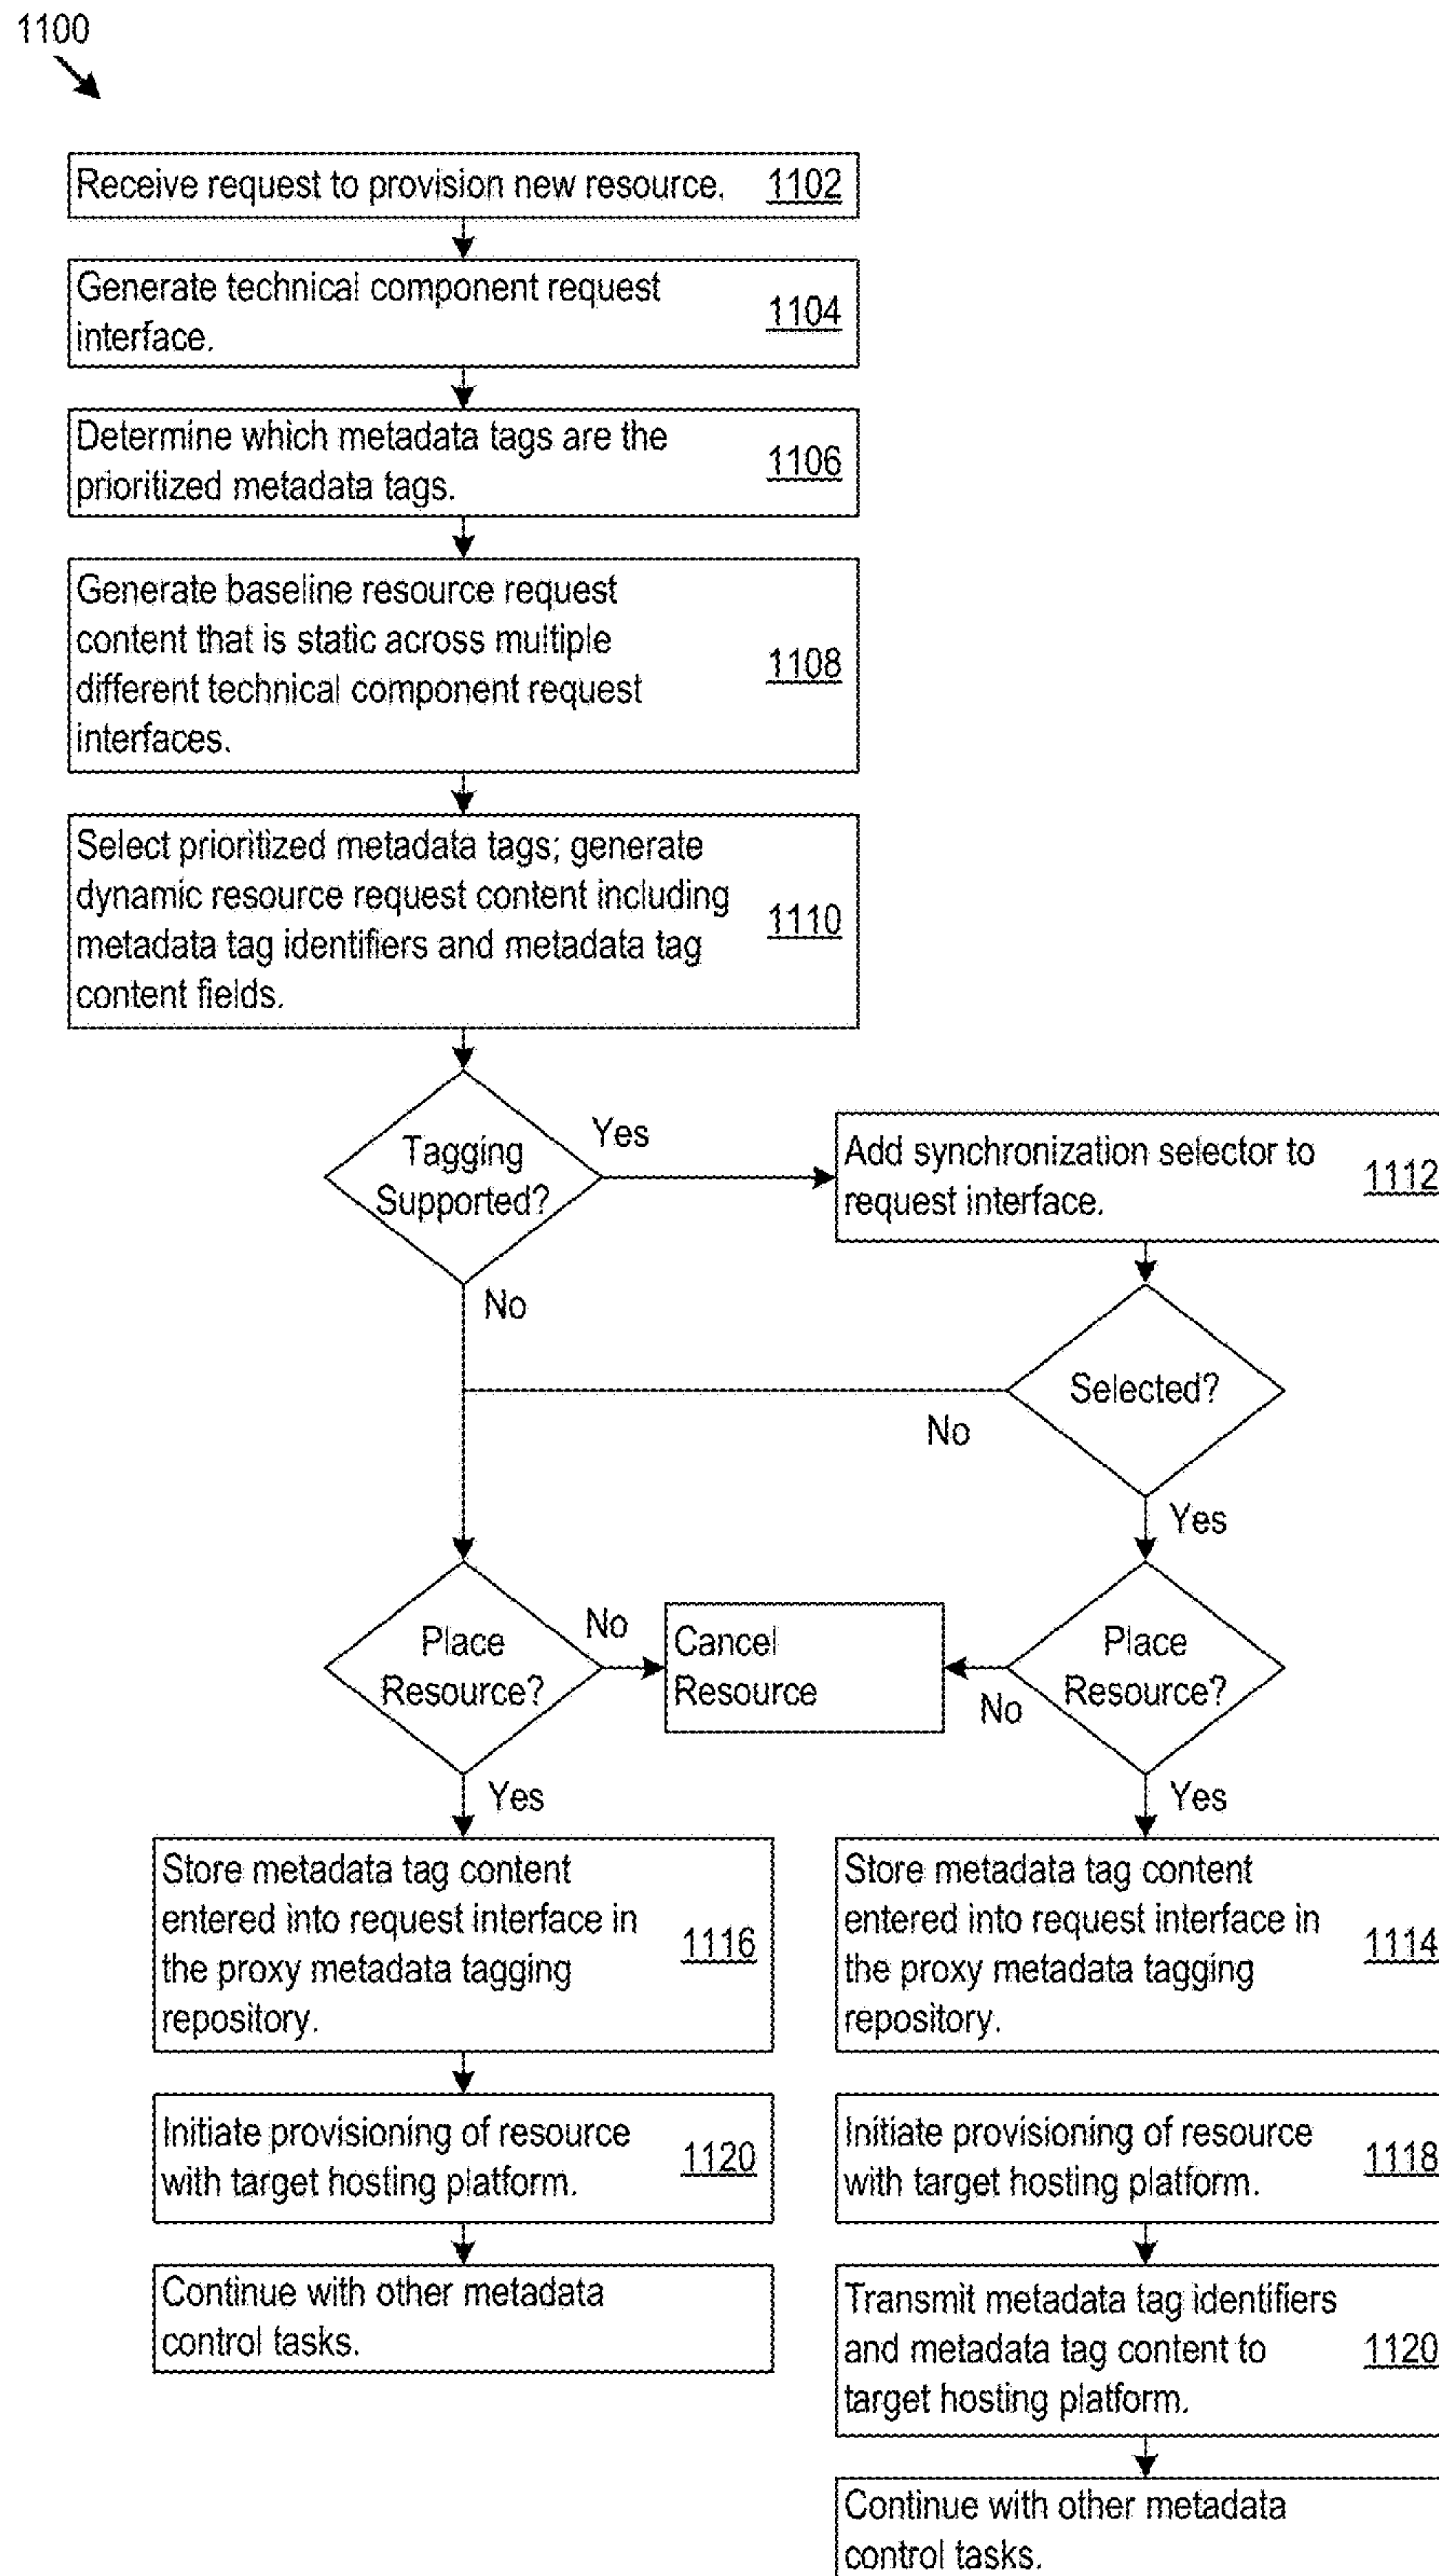 1100
Receive request to provision new resource. 1102
Generate technical component request
interface.
1104
Determine which metadata tags are the
prioritized metadata tags.
1106
Generate baseline resource request
content that is static across multiple
different technical component request
interfaces.
1108
Select prioritized metadata tags; generate
dynamic resource request content including
metadata tag identifiers and metadata tag
content fields.
1110
Tagging
Supported?
Yes
No
Add synchronization selector to
request interface.
1112
Selected?
No
Yes
Place
Resource?
No
Yes
Cancel
Resource
Place
Resource?
No
Yes
Store metadata tag content
entered into request interface in
the proxy metadata tagging
repository.
1116
Store metadata tag content
entered into request interface in
the proxy metadata tagging
repository.
1114
Initiate provisioning of resource
with target hosting platform.
1120
Initiate provisioning of resource
with target hosting platform.
1118
Continue with other metadata
control tasks.
Transmit metadata tag identifiers
and metadata tag content to
target hosting platform.
1120
Continue with other metadata
control tasks.